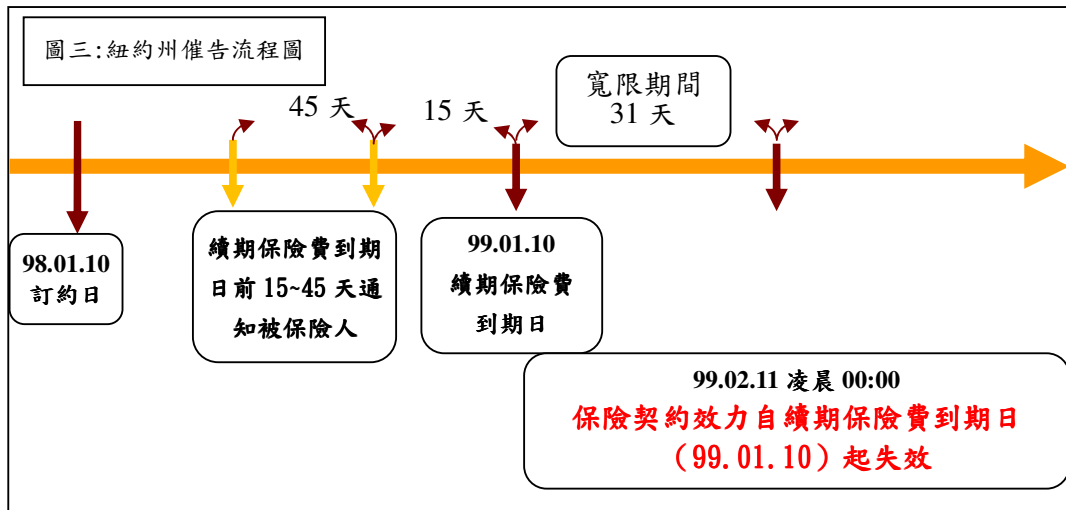 圖三:紐約州催告流程圖
45 天
15 天
寬限期間
31 天
98.01.10
訂約日
續期保險費到期
日前 15~45 天通
知被保險人
99.01.10
續期保險費
到期日
99.02.11 凌晨 00:00
保險契約效力自續期保險費到期日
（99.01.10）起失效